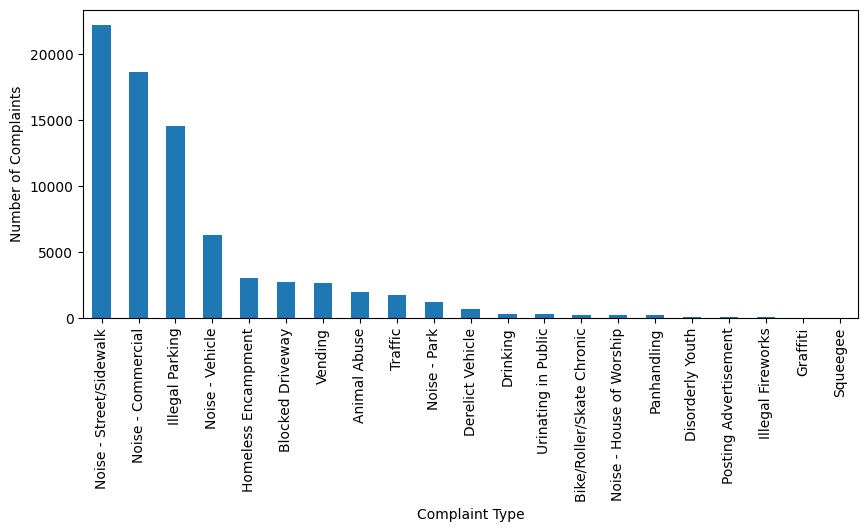 Number of Complaints
20000
15000
10000
5000
0
Noise - Street/Sidewalk
Noise - Commercial
Illegal Parking
Noise - Vehicle
Homeless Encampment
Blocked Driveway
Vending
Animal Abuse
Traffic
Noise - Park
Derelict Vehicle
Drinking
Urinating in Public
Bike/Roller/Skate Chronic
Noise - House of Worship
Panhandling
Disorderly Youth
Posting Advertisement
Illegal Fireworks
Graffiti
Squeegee
Complaint Type